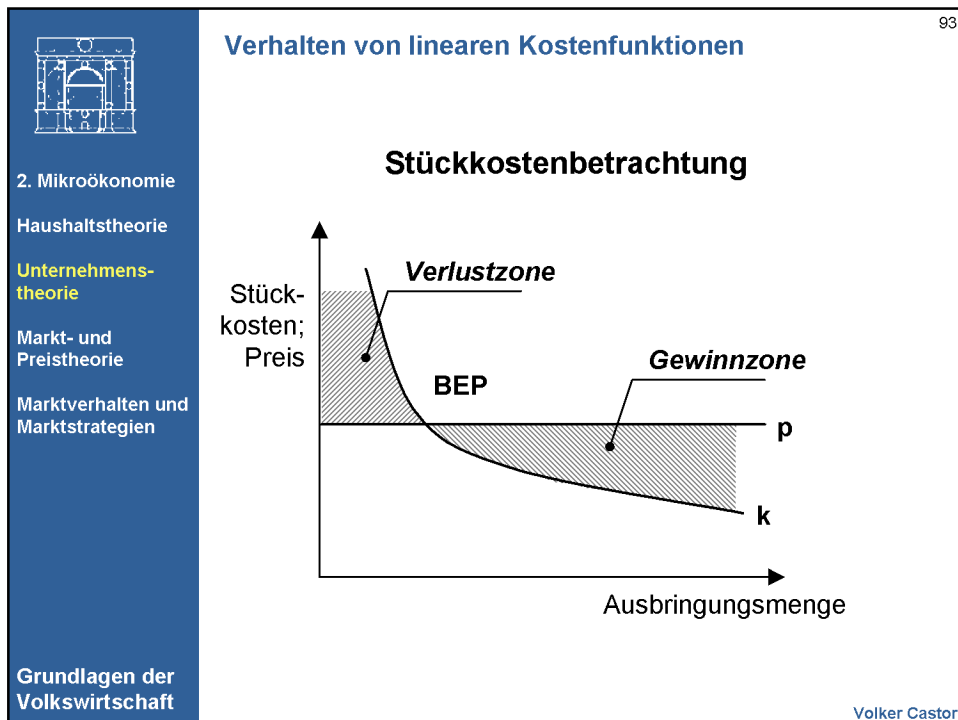 93
Verhalten von linearen Kostenfunktionen
2. Mikroökonomie
Haushaltstheorie
Unternehmens-
theorie
Markt- und
Preistheorie
Marktverhalten und
Marktstrategien
Grundlagen der
Volkswirtschaft
Stückkostenbetrachtung
Stück-
kosten;
Preis
Verlustzone
BEP
Gewinnzone
p
k
Ausbringungsmenge
Volker Castor